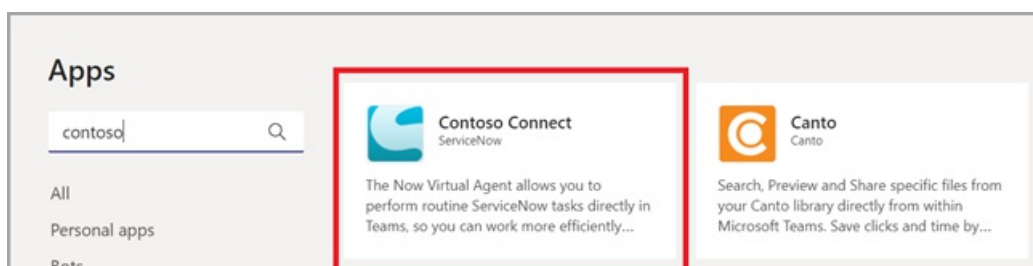 Apps
contoso
All
Personal apps
Bots
Contoso Connect
ServiceNow
The Now Virtual Agent allows you to
perform routine ServiceNow tasks directly in
Teams, so you can work more efficiently...
Canto
Canto
Search, Preview and Share specific files from
your Canto library directly from within
Microsoft Teams. Save clicks and time by...